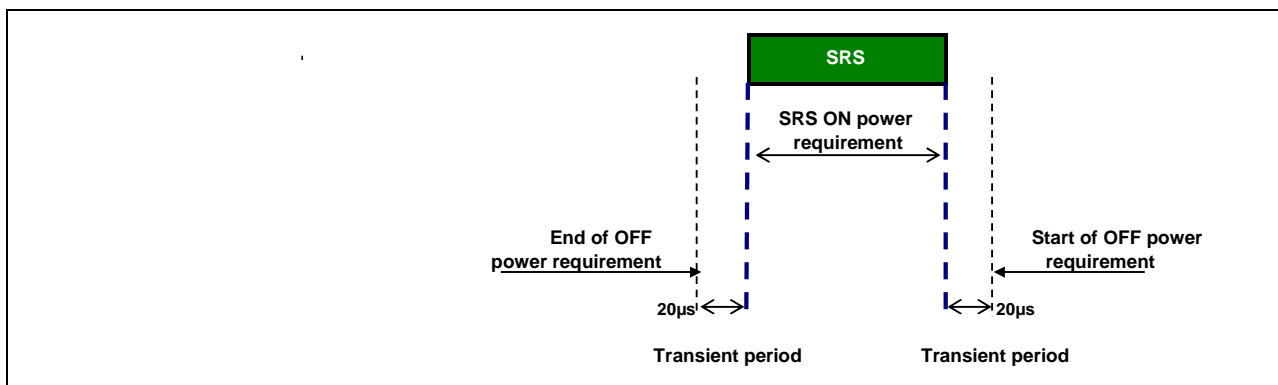 SRS
SRS ON power
requirement
End of OFF
power requirement
Start of OFF power
requirement
20µs
20µs
Transient period
Transient period